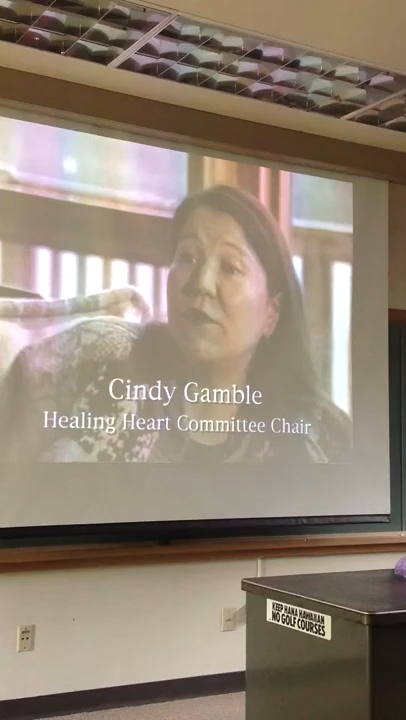 Cindy Gamble
Healing Heart Committee Chair
KEEP HANA HAWAIIAN
NO GOLF COURSES